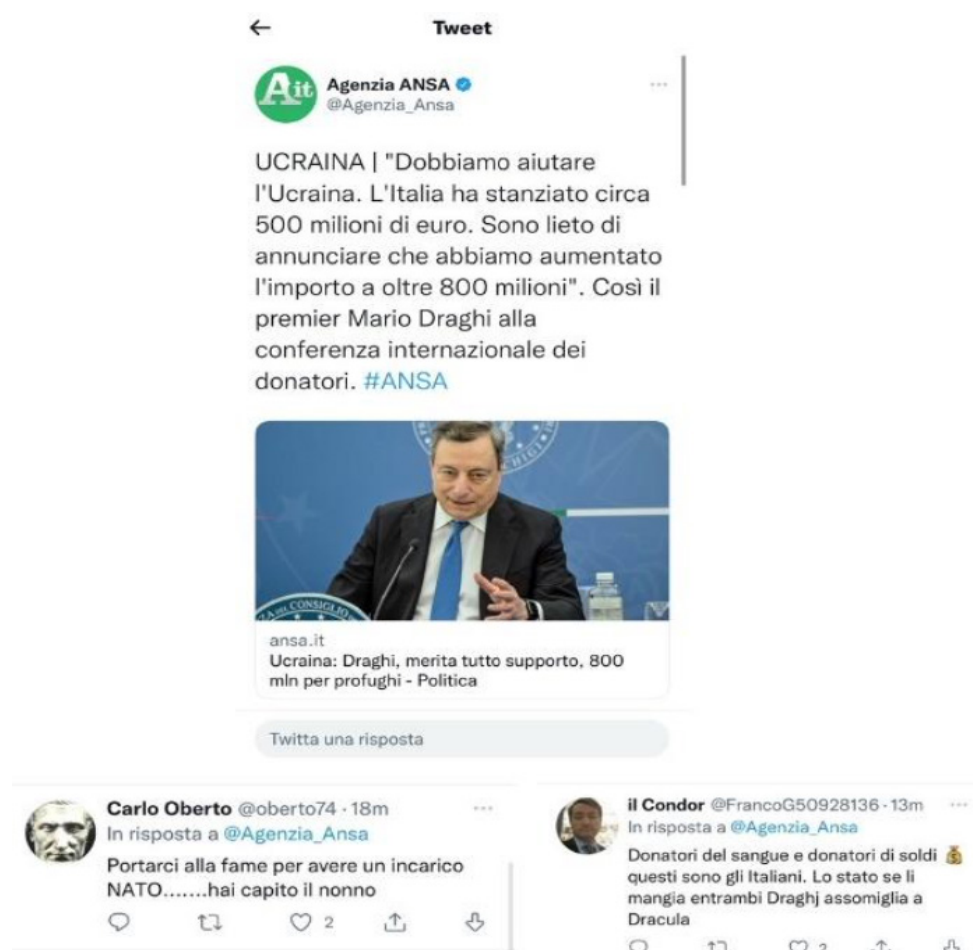 Tweet
Ait
Agenzia ANSA
@Agenzia_Ansa
UCRAINA | "Dobbiamo aiutare
l'Ucraina. L'Italia ha stanziato circa
500 milioni di euro. Sono lieto di
annunciare che abbiamo aumentato
l'importo a oltre 800 milioni". Così il
premier Mario Draghi alla
conferenza internazionale dei
donatori. #ANSA
CHIGI
CONSIGLIO
ansa.it
Ucraina: Draghi, merita tutto supporto, 800
mln per profughi - Politica
Twitta una risposta
Carlo Oberto @oberto74 · 18m
In risposta a @Agenzia_Ansa
Portarci alla fame per avere un incarico
NATO.......hai capito il nonno
2
il Condor @FrancoG50928136 · 13m
In risposta a @Agenzia_Ansa
Donatori del sangue e donatori di soldi 💰
questi sono gli Italiani. Lo stato se li
mangia entrambi Draghj assomiglia a
Dracula
2